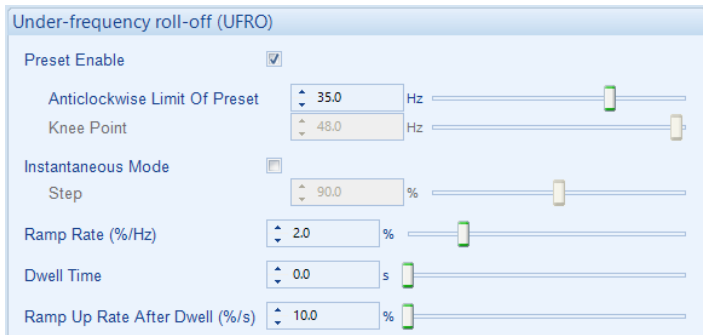 Under-frequency roll-off (UFRO)
Preset Enable
Anticlockwise Limit Of Preset 35.0 Hz
Knee Point 48.0 Hz
Instantaneous Mode
Step 90.0 %
Ramp Rate (%/Hz) 2.0 %
Dwell Time 0.0 s
Ramp Up Rate After Dwell (%/s) 10.0 %